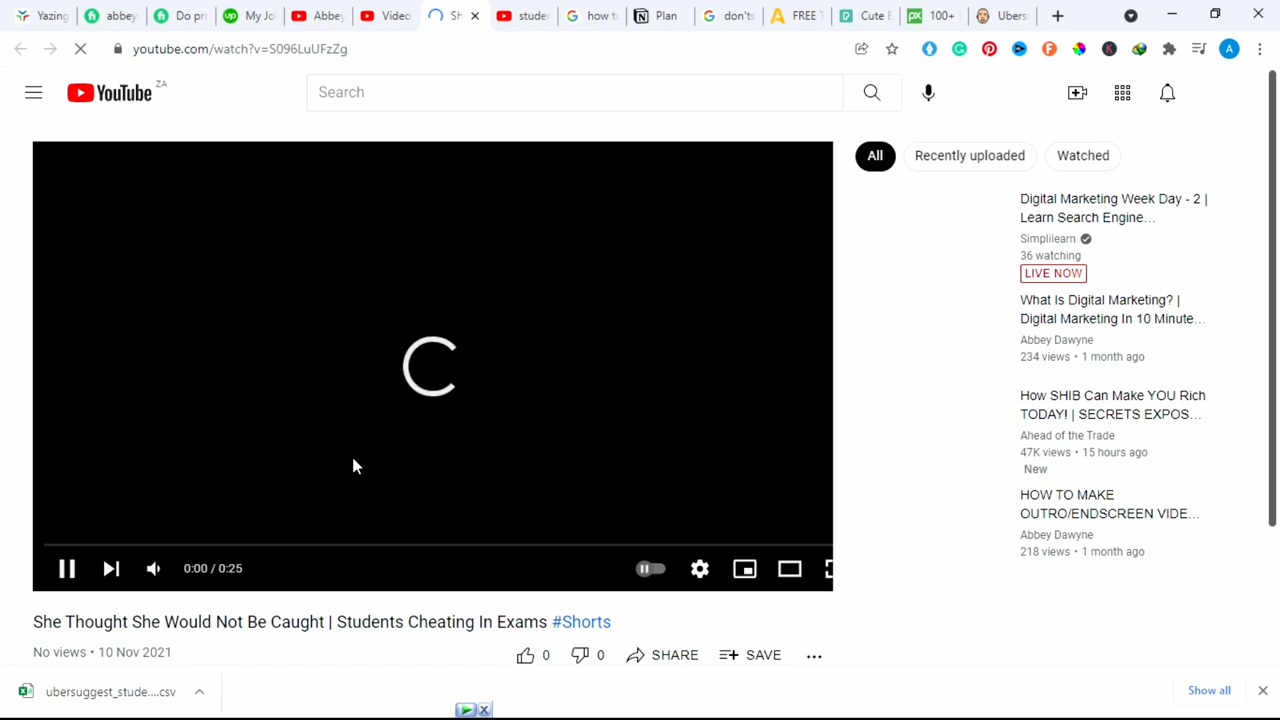 Yazing
abbey
Do pro
My Jo
Abbey
Video
Sh
stude
how to
Plan
don'ts
FREE T
Cute E
100+
Ubers
youtube.com/watch?v=S096LuUFzZg
A
YouTube ZA
Search
All
Recently uploaded
Watched
Digital Marketing Week Day - 2 |
Learn Search Engine…
Simplilearn
36 watching
LIVE NOW
What Is Digital Marketing? |
Digital Marketing In 10 Minute…
Abbey Dawyne
234 views • 1 month ago
How SHIB Can Make YOU Rich
TODAY! | SECRETS EXPOS…
Ahead of the Trade
47K views • 15 hours ago
New
HOW TO MAKE
OUTRO/ENDSCREEN VIDE…
Abbey Dawyne
218 views • 1 month ago
0:00 / 0:25
She Thought She Would Not Be Caught | Students Cheating In Exams #Shorts
No views • 10 Nov 2021
0
0
SHARE
SAVE
ubersuggest_stude....csv
Show all